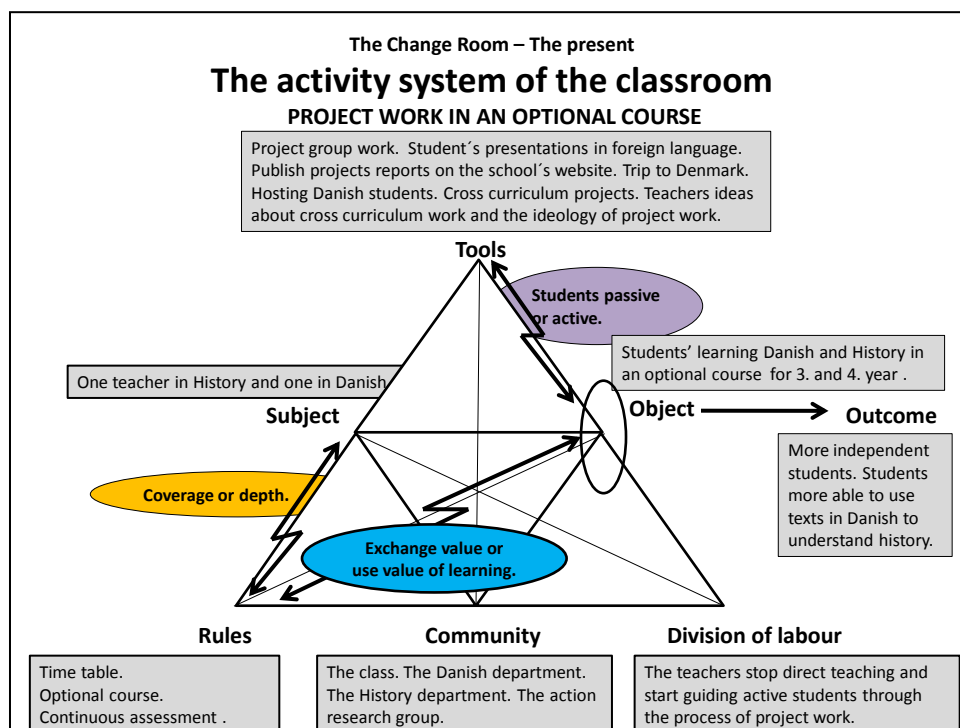 The Change Room – The present
The activity system of the classroom
PROJECT WORK IN AN OPTIONAL COURSE
Project group work.  Student´s presentations in foreign language.
Publish projects reports on the school´s website. Trip to Denmark.
Hosting Danish students. Cross curriculum projects. Teachers ideas
about cross curriculum work and the ideology of project work.
Tools
Students passive
or active.
Students’ learning Danish and History in
an optional course  for 3. and 4. year .
One teacher in History and one in Danish
Subject
Object
Outcome
More independent
students. Students
more able to use
texts in Danish to
understand history.
Coverage or depth.
Exchange value or
use value of learning.
Rules
Community
Division of labour
Time table.
Optional course.
Continuous assessment .
The class. The Danish department.
The History department. The action
research group.
The teachers stop direct teaching and
start guiding active students through
the process of project work.